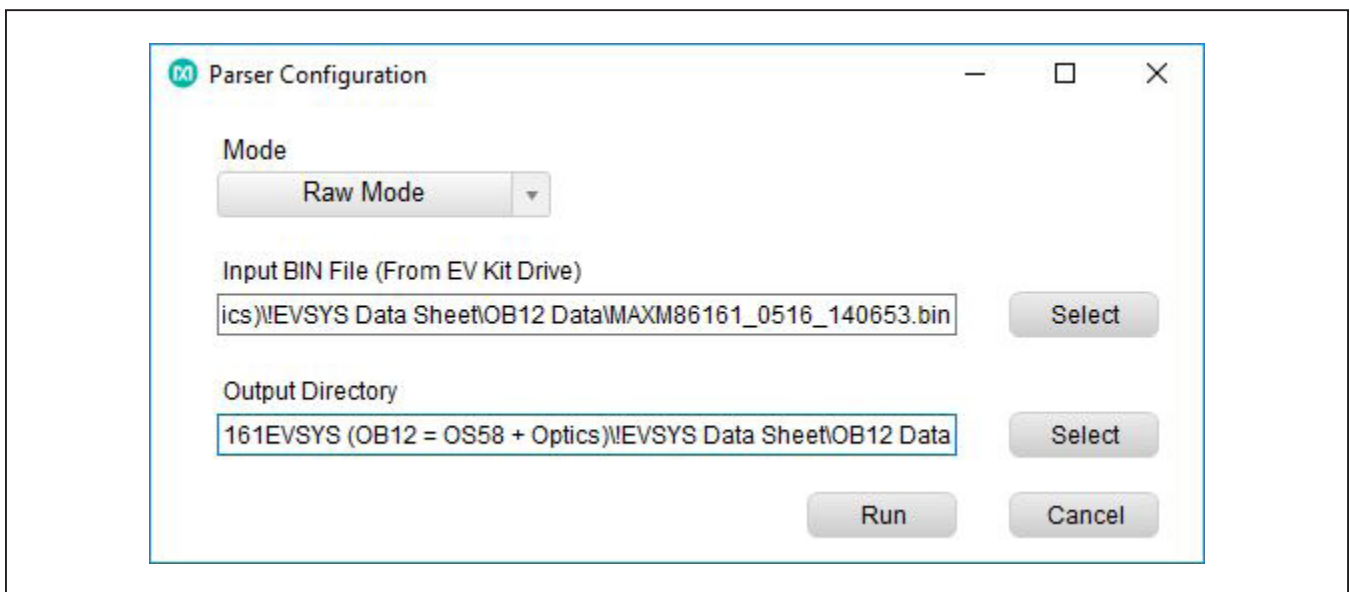 Parser Configuration
Mode
Raw Mode
Input BIN File (From EV Kit Drive)
ics)\!EVSYS Data Sheet\OB12 Data\MAXM86161_0516_140653.bin
Select
Output Directory
161EVSYS (OB12 = OS58 + Optics)\!EVSYS Data Sheet\OB12 Data
Select
Run
Cancel